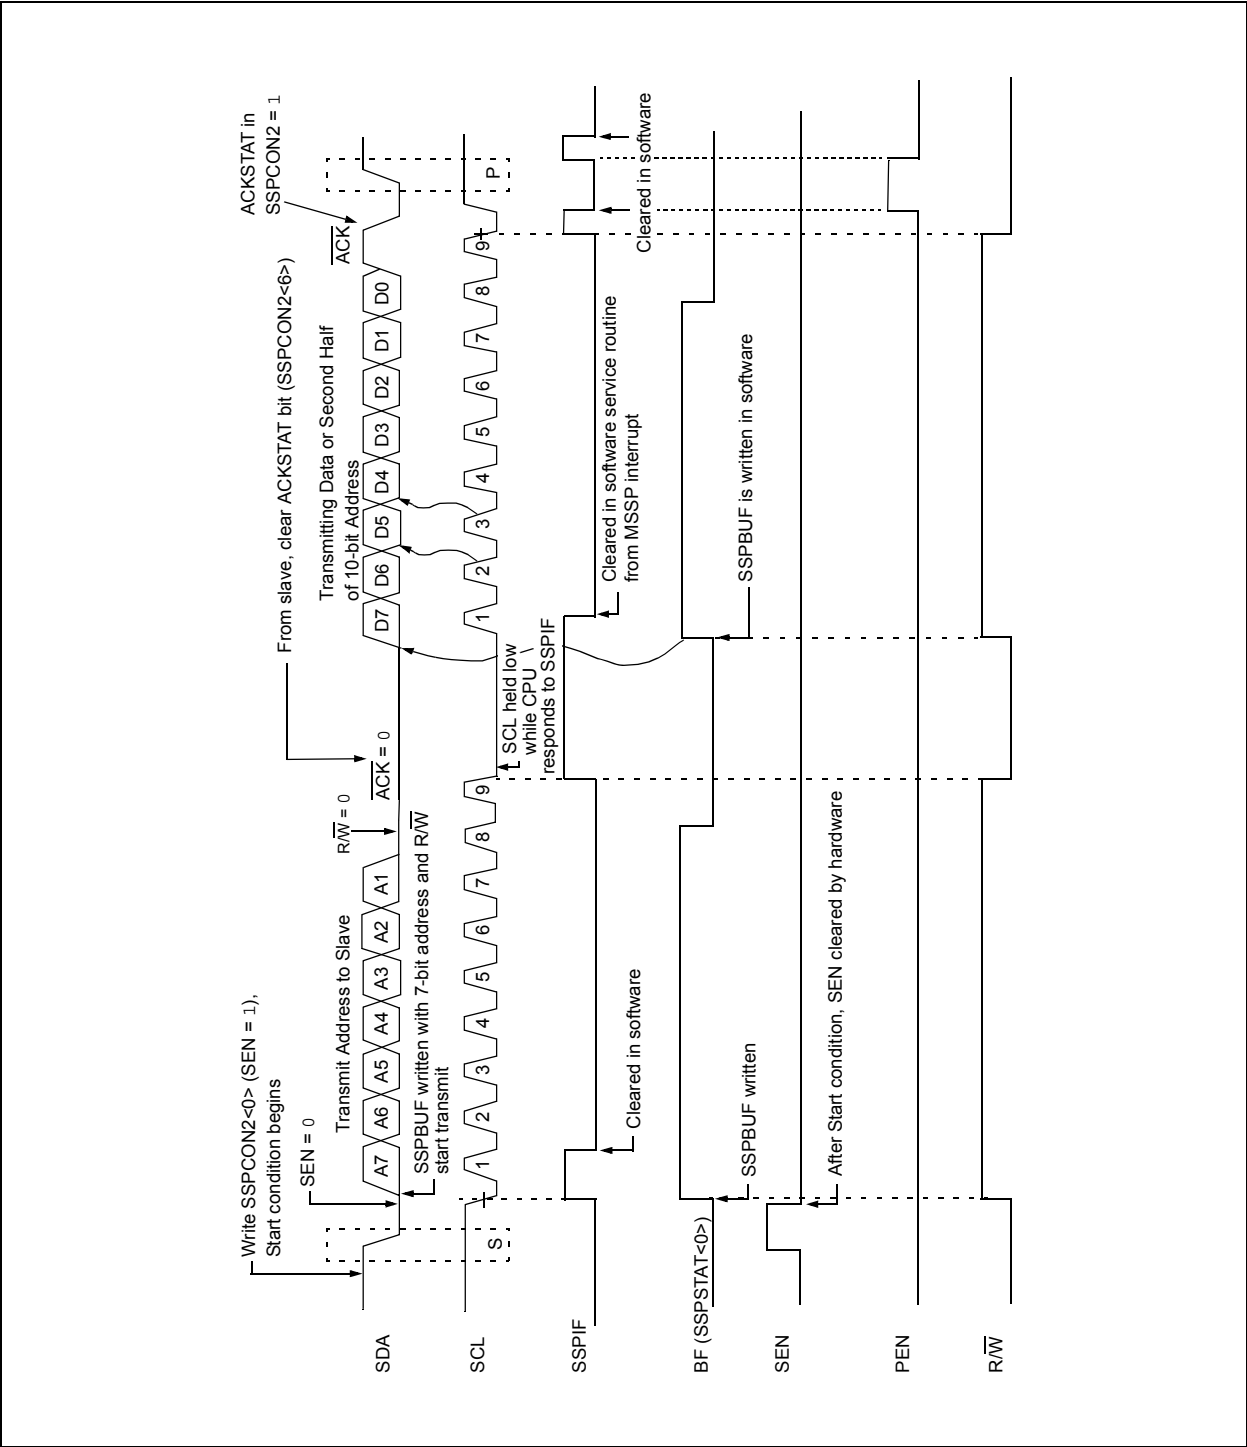 Write SSPCON2<0> (SEN = 1),
Start condition begins
SEN = 0
From slave, clear ACKSTAT bit (SSPCON2<6>)
ACKSTAT in
SSPCON2 = 1
Transmit Address to Slave
R/W = 0
ACK = 0
Transmitting Data or Second Half
of 10-bit Address
ACK
SDA
A7 A6 A5 A4 A3 A2 A1
D7 D6 D5 D4 D3 D2 D1 D0
SSPBUF written with 7-bit address and R/W
start transmit
SCL
S
1 2 3 4 5 6 7 8 9
1 2 3 4 5 6 7 8 9
P
SCL held low
while CPU
responds to SSPIF
SSPIF
Cleared in software
Cleared in software service routine
from MSSP interrupt
Cleared in software
BF (SSPSTAT<0>)
SSPBUF written
SSPBUF is written in software
SEN
After Start condition, SEN cleared by hardware
PEN
R/W